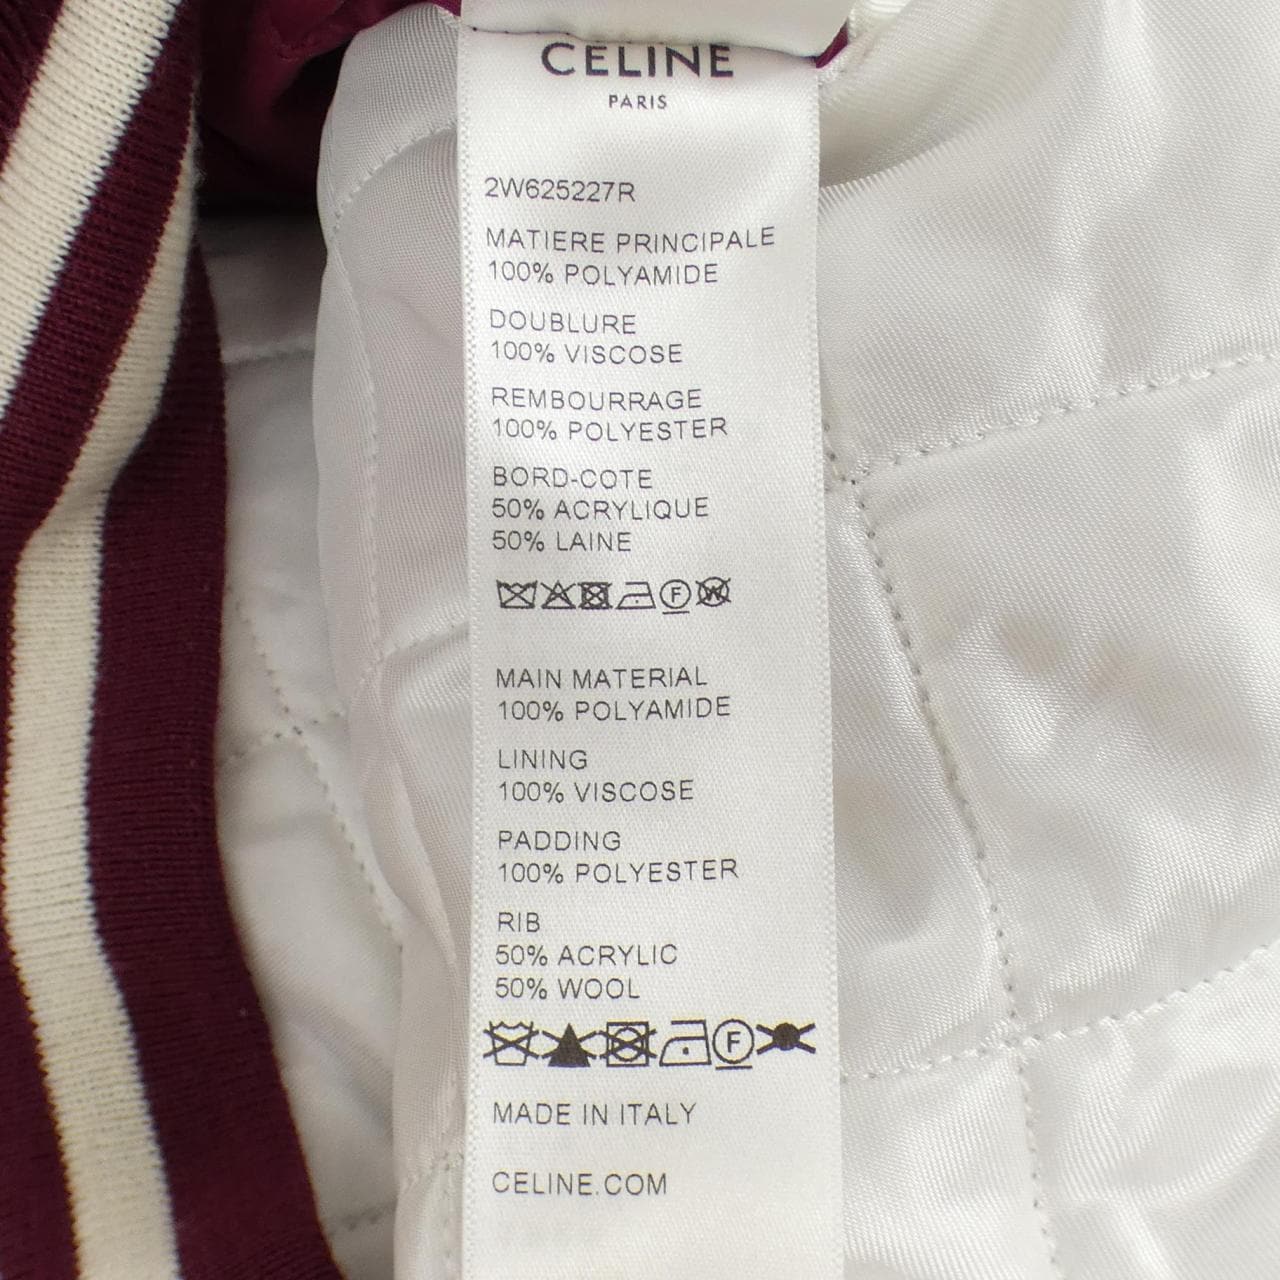 CELINE
PARIS
2W625227R
MATIERE PRINCIPALE
100% POLYAMIDE
DOUBLURE
100% VISCOSE
REMBOURRAGE
100% POLYESTER
BORD-COTE
50% ACRYLIQUE
50% LAINE
F W
MAIN MATERIAL
100% POLYAMIDE
LINING
100% VISCOSE
PADDING
100% POLYESTER
RIB
50% ACRYLIC
50% WOOL
F
MADE IN ITALY
CELINE.COM